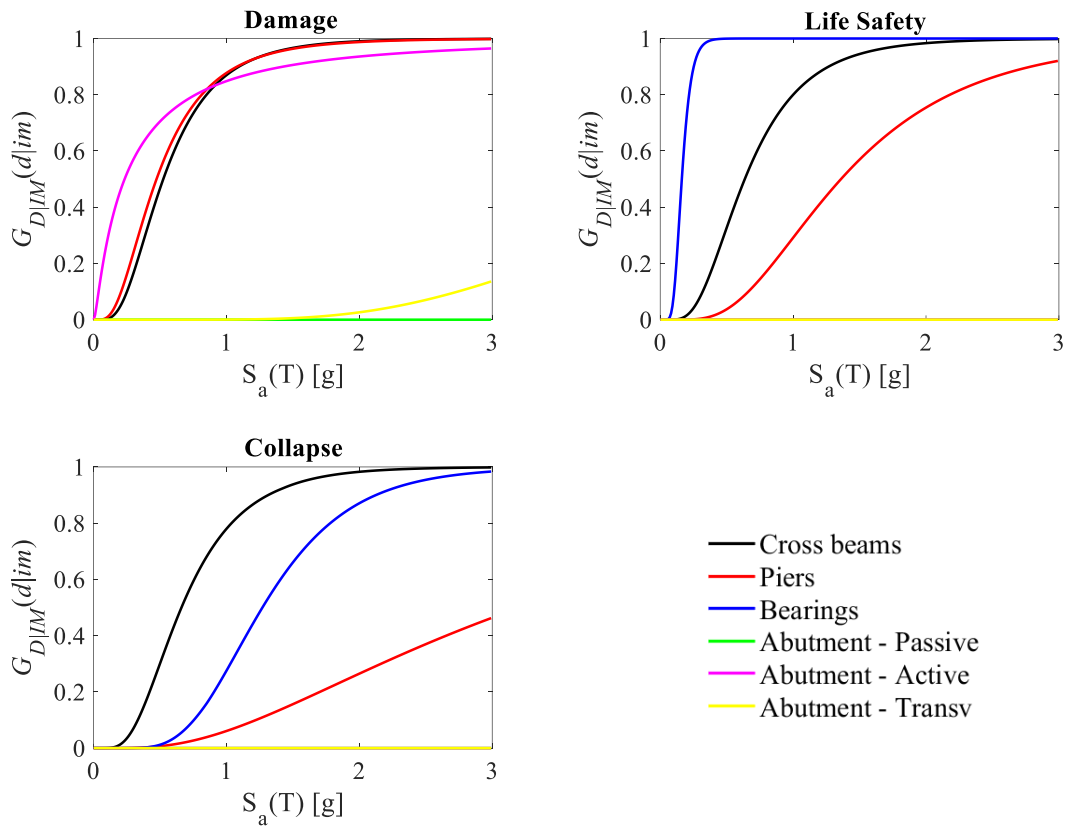 Damage
1
0.8
0.6
0.4
0.2
0
G_{D|IM}(d|im)
0 1 2 3
S_a(T) [g]
Life Safety
1
0.8
0.6
0.4
0.2
0
G_{D|IM}(d|im)
0 1 2 3
S_a(T) [g]
Collapse
1
0.8
0.6
0.4
0.2
0
G_{D|IM}(d|im)
0 1 2 3
S_a(T) [g]
Cross beams
Piers
Bearings
Abutment - Passive
Abutment - Active
Abutment - Transv